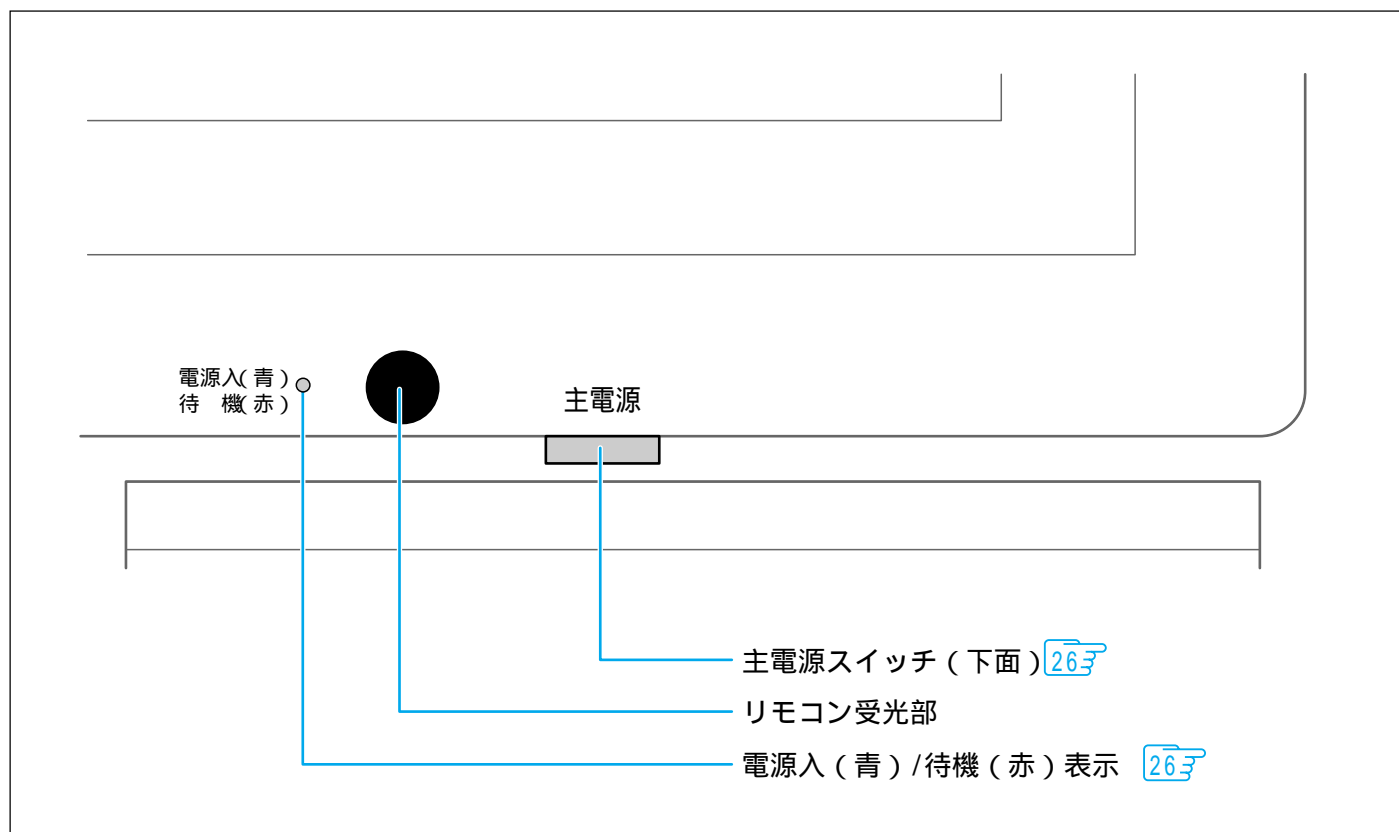 電源入(青)
待 機(赤)
主電源
主電源スイッチ(下面)26
リモコン受光部
電源入(青)/待機(赤)表示 26